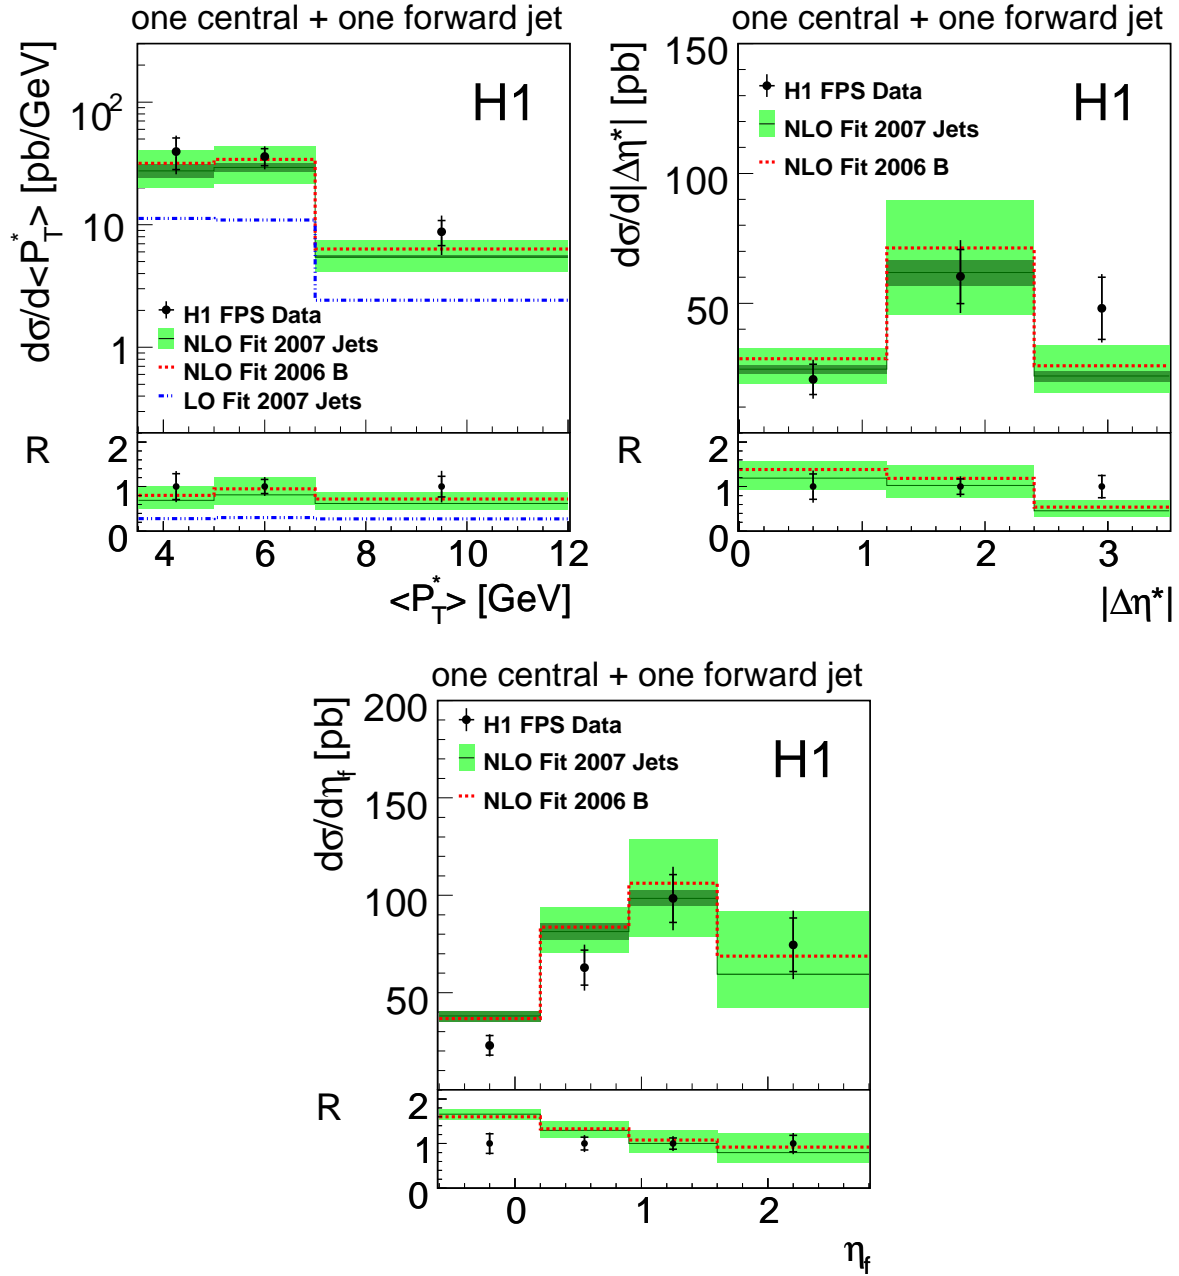 one central + one forward jet
dσ/d<P*T> [pb/GeV]
H1
10²
10
1
H1 FPS Data
NLO Fit 2007 Jets
NLO Fit 2006 B
LO Fit 2007 Jets
R
2
1
0
4 6 8 10 12
<P*T> [GeV]
one central + one forward jet
dσ/d|Δη*| [pb]
150
100
50
H1 FPS Data
NLO Fit 2007 Jets
NLO Fit 2006 B
H1
R
2
1
0
0 1 2 3
|Δη*|
one central + one forward jet
dσ/dηf [pb]
200
150
100
50
H1 FPS Data
NLO Fit 2007 Jets
NLO Fit 2006 B
H1
R
2
1
0
0 1 2
ηf